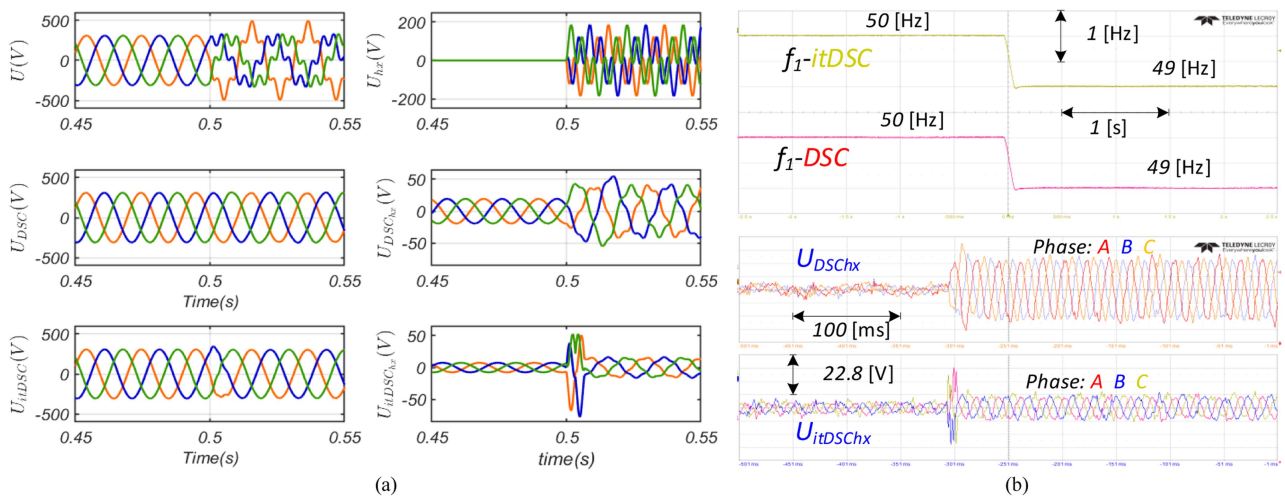 (a)
500
0
-500
U(V)
0.45
0.5
0.55
200
0
-200
U_hx(V)
0.45
0.5
0.55
500
0
-500
U_DSC(V)
0.45
0.5
0.55
Time(s)
50
0
-50
U_DSC_hx(V)
0.45
0.5
0.55
500
0
-500
U_itDSC(V)
0.45
0.5
0.55
Time(s)
50
0
-50
U_itDSC_hx(V)
0.45
0.5
0.55
time(s)
50 [Hz]
1 [Hz]
TELEDYNE LECROY
Everywhereyoulook
f1-itDSC
49 [Hz]
50 [Hz]
1 [s]
f1-DSC
49 [Hz]
U_DSChx
Phase: A B C
TELEDYNE LECROY
Everywhereyoulook
100 [ms]
22.8 [V]
Phase: A B C
U_itDSChx
(b)